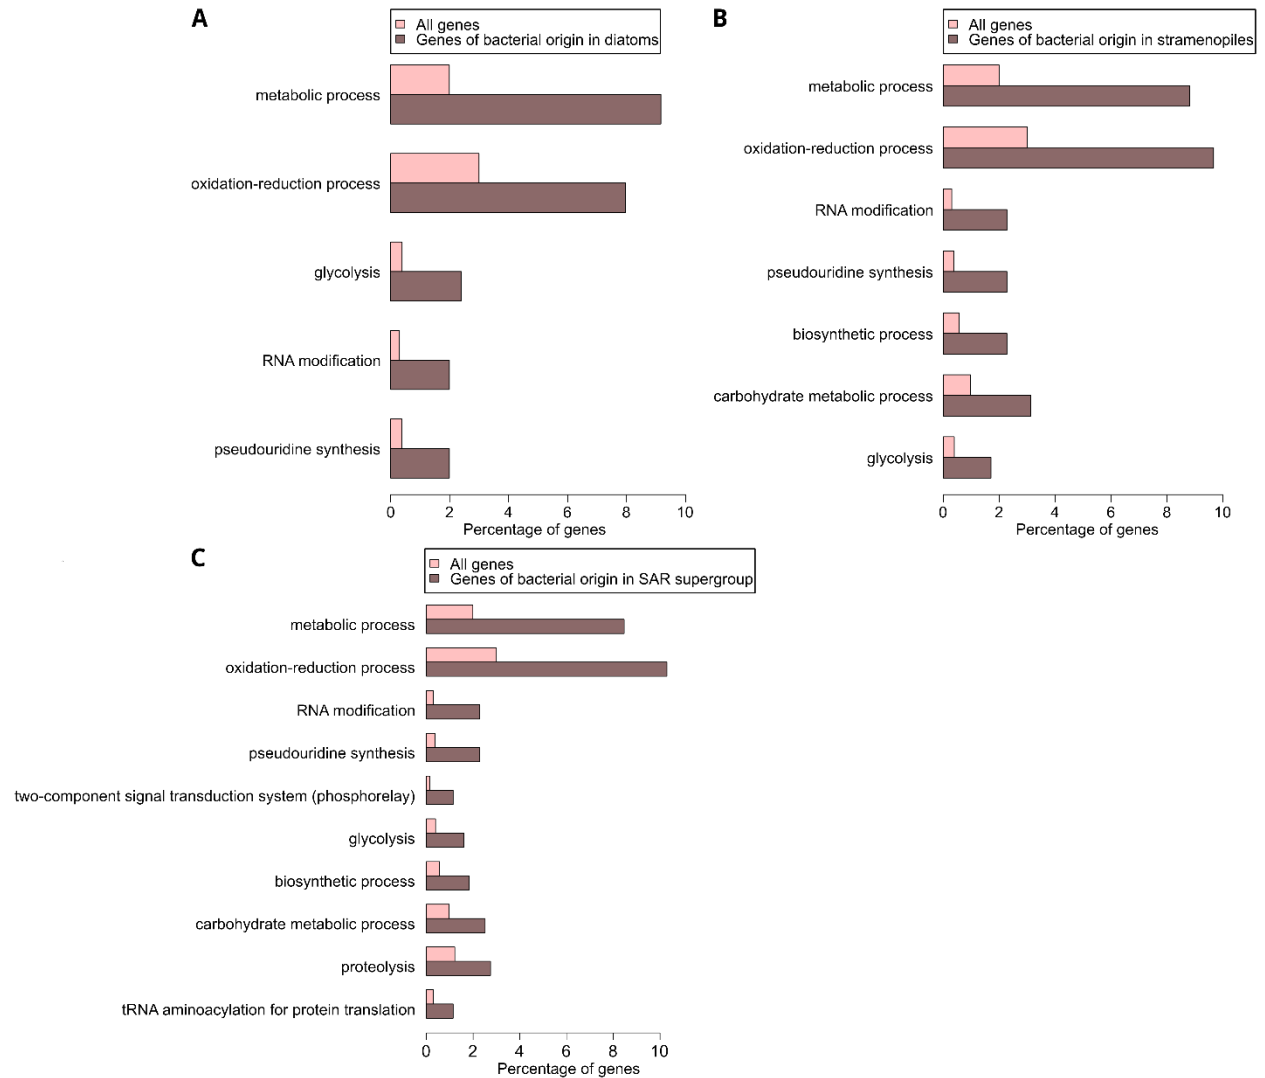 A
All genes
Genes of bacterial origin in diatoms
metabolic process
oxidation-reduction process
glycolysis
RNA modification
pseudouridine synthesis
0 2 4 6 8 10
Percentage of genes
B
All genes
Genes of bacterial origin in stramenopiles
metabolic process
oxidation-reduction process
RNA modification
pseudouridine synthesis
biosynthetic process
carbohydrate metabolic process
glycolysis
0 2 4 6 8 10
Percentage of genes
C
All genes
Genes of bacterial origin in SAR supergroup
metabolic process
oxidation-reduction process
RNA modification
pseudouridine synthesis
two-component signal transduction system (phosphorelay)
glycolysis
biosynthetic process
carbohydrate metabolic process
proteolysis
tRNA aminoacylation for protein translation
0 2 4 6 8 10
Percentage of genes